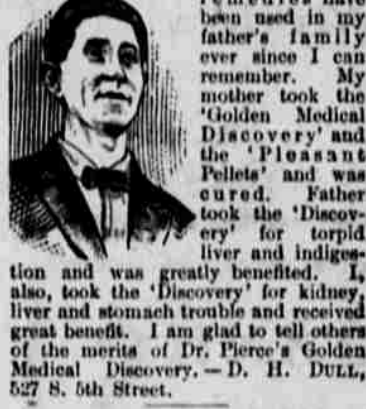 remedies have
been used in my
father's family
ever since I can
remember. My
mother took the
'Golden Medical
Discovery' and
the 'Pleasant
Pellets' and was
cured. Father
took the 'Discov-
ery' for torpid
liver and indiges-
tion and was greatly benefited. I,
also, took the 'Discovery' for kidney,
liver and stomach trouble and received
great benefit. I am glad to tell others
of the merits of Dr. Pierce's Golden
Medical Discovery. — D. H. DULL,
527 S. 5th Street.